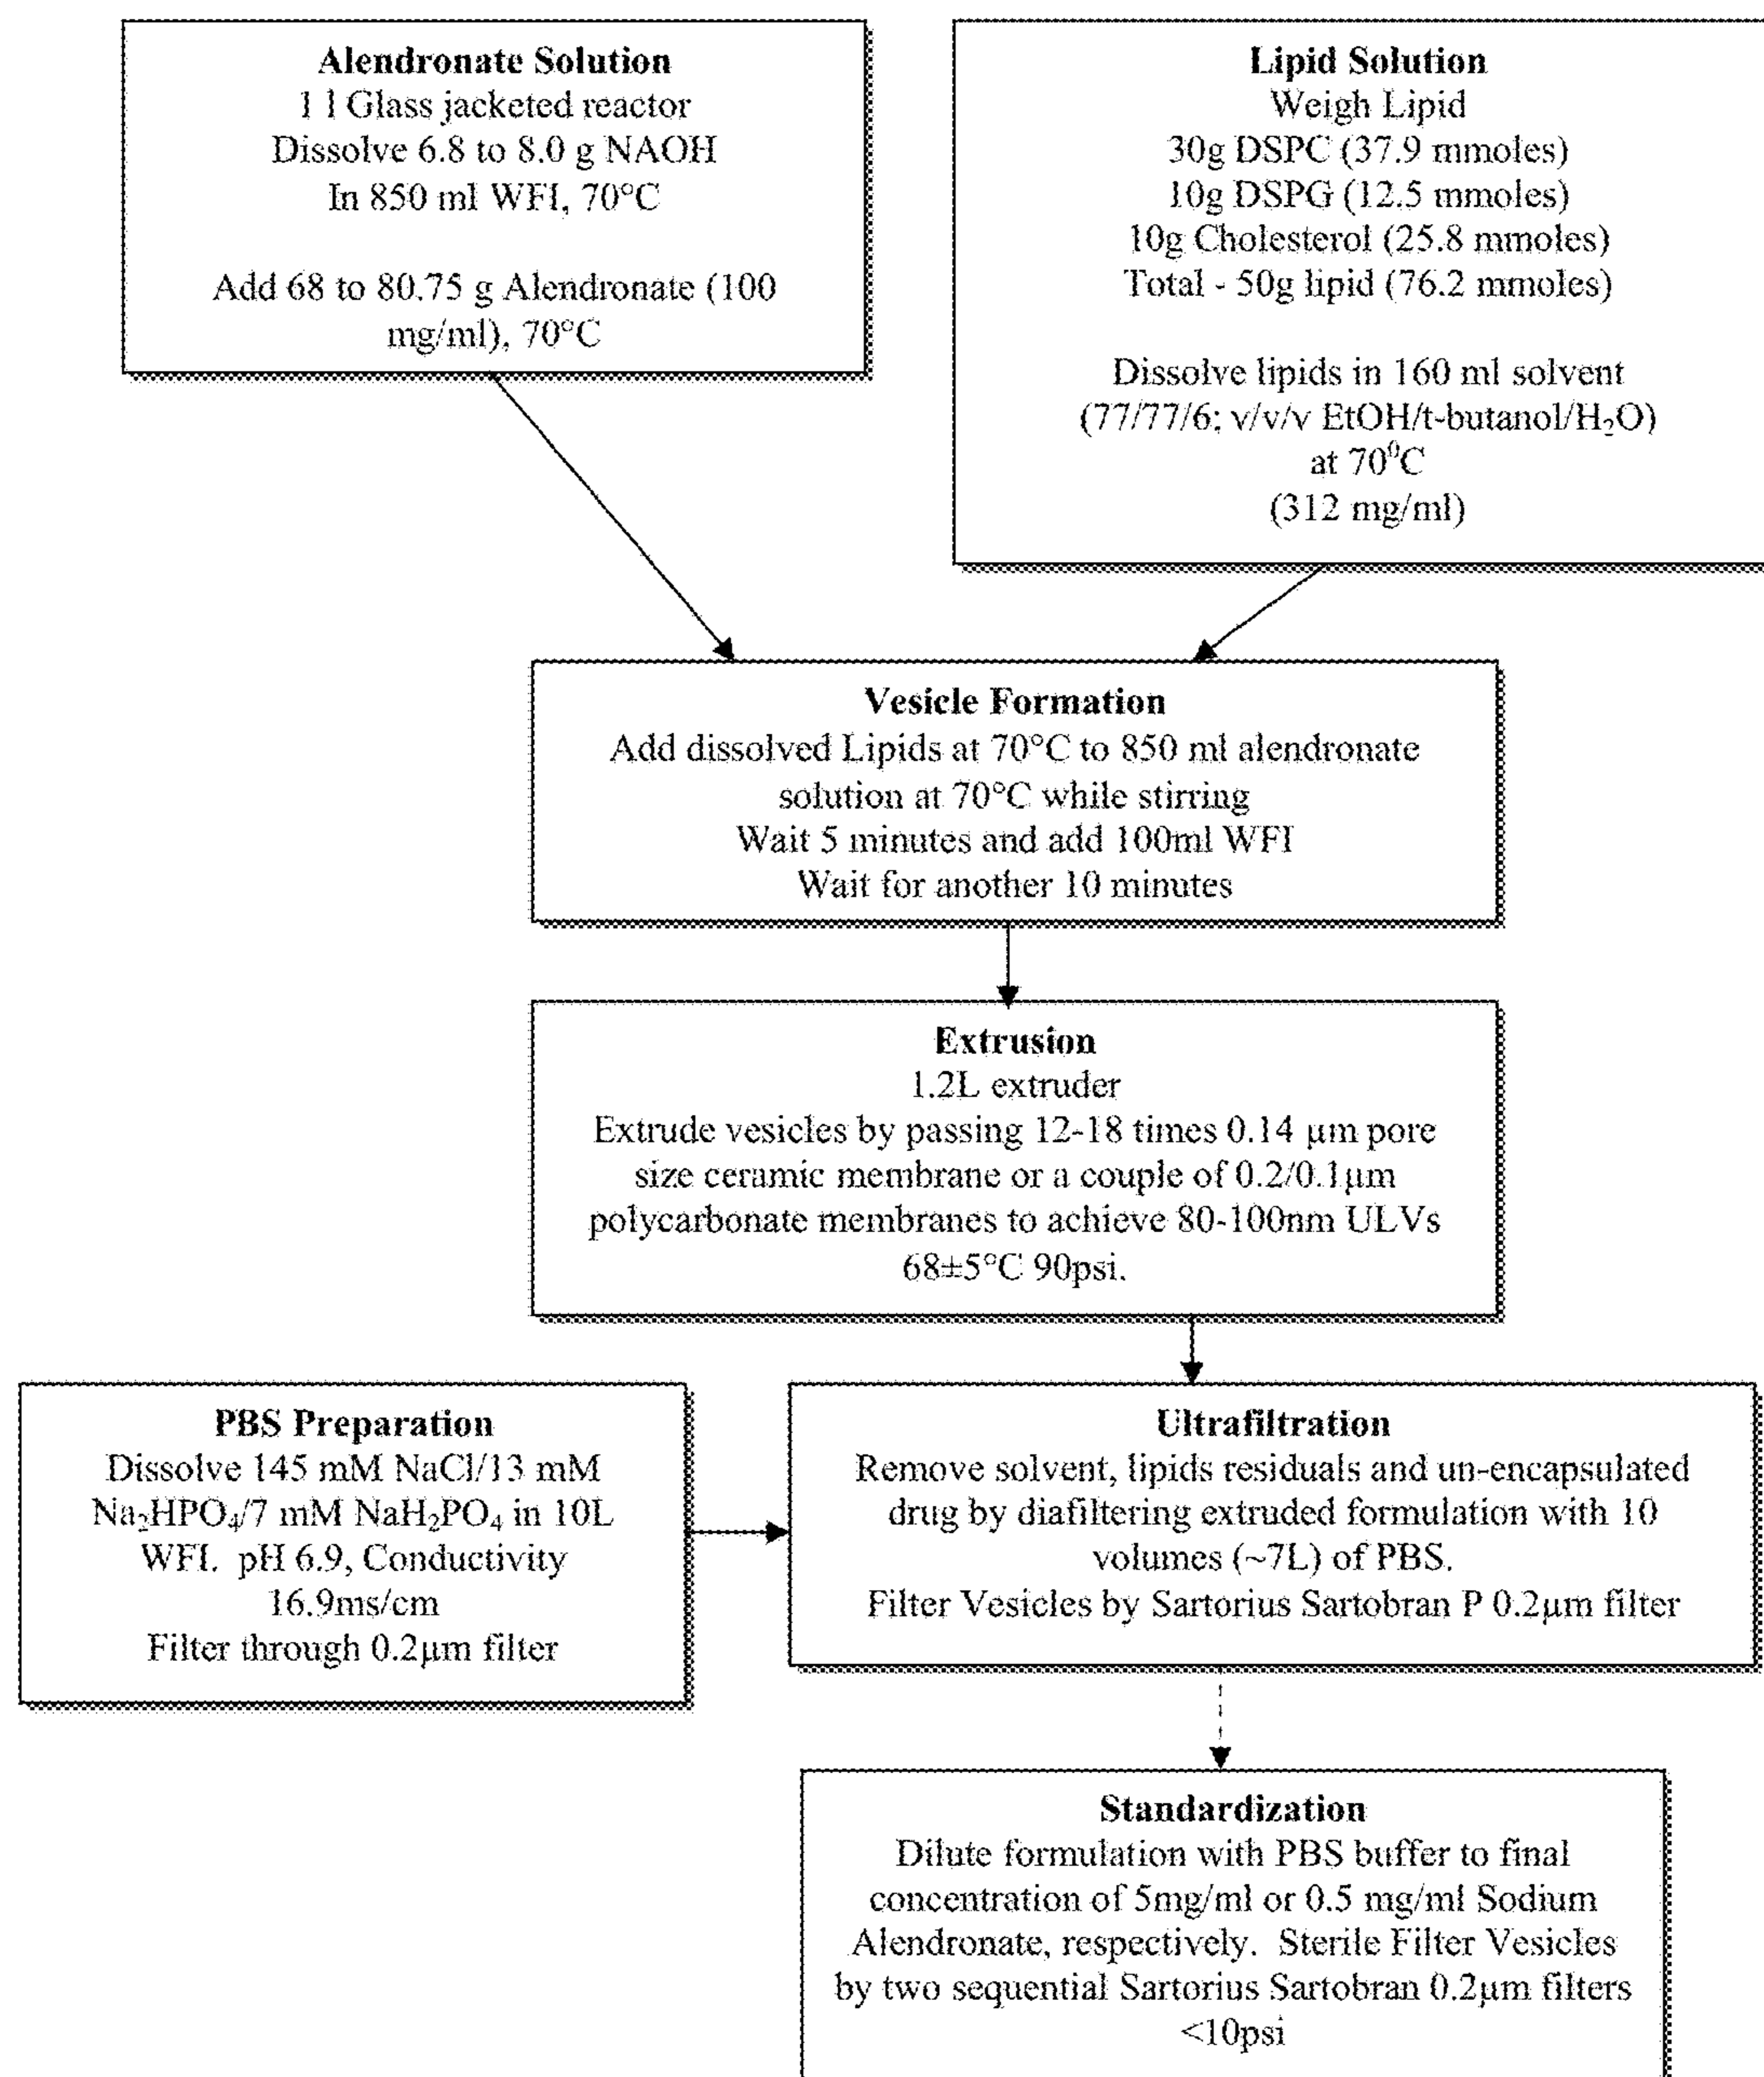 Alendronate Solution
1 l Glass jacketed reactor
Dissolve 6.8 to 8.0 g NAOH
In 850 ml WFI, 70°C
Add 68 to 80.75 g Alendronate (100
mg/ml), 70°C
Lipid Solution
Weigh Lipid
30g DSPC (37.9 mmoles)
10g DSPG (12.5 mmoles)
10g Cholesterol (25.8 mmoles)
Total - 50g lipid (76.2 mmoles)
Dissolve lipids in 160 ml solvent
(77/77/6; v/v/v EtOH/t-butanol/H₂O)
at 70⁰C
(312 mg/ml)
Vesicle Formation
Add dissolved Lipids at 70°C to 850 ml alendronate
solution at 70°C while stirring
Wait 5 minutes and add 100ml WFI
Wait for another 10 minutes
Extrusion
1.2L extruder
Extrude vesicles by passing 12-18 times 0.14 μm pore
size ceramic membrane or a couple of 0.2/0.1μm
polycarbonate membranes to achieve 80-100nm ULVs
68±5°C 90psi.
PBS Preparation
Dissolve 145 mM NaCl/13 mM
Na₂HPO₄/7 mM NaH₂PO₄ in 10L
WFI. pH 6.9, Conductivity
16.9ms/cm
Filter through 0.2μm filter
Ultrafiltration
Remove solvent, lipids residuals and un-encapsulated
drug by diafiltering extruded formulation with 10
volumes (~7L) of PBS.
Filter Vesicles by Sartorius Sartobran P 0.2μm filter
Standardization
Dilute formulation with PBS buffer to final
concentration of 5mg/ml or 0.5 mg/ml Sodium
Alendronate, respectively. Sterile Filter Vesicles
by two sequential Sartorius Sartobran 0.2μm filters
<10psi